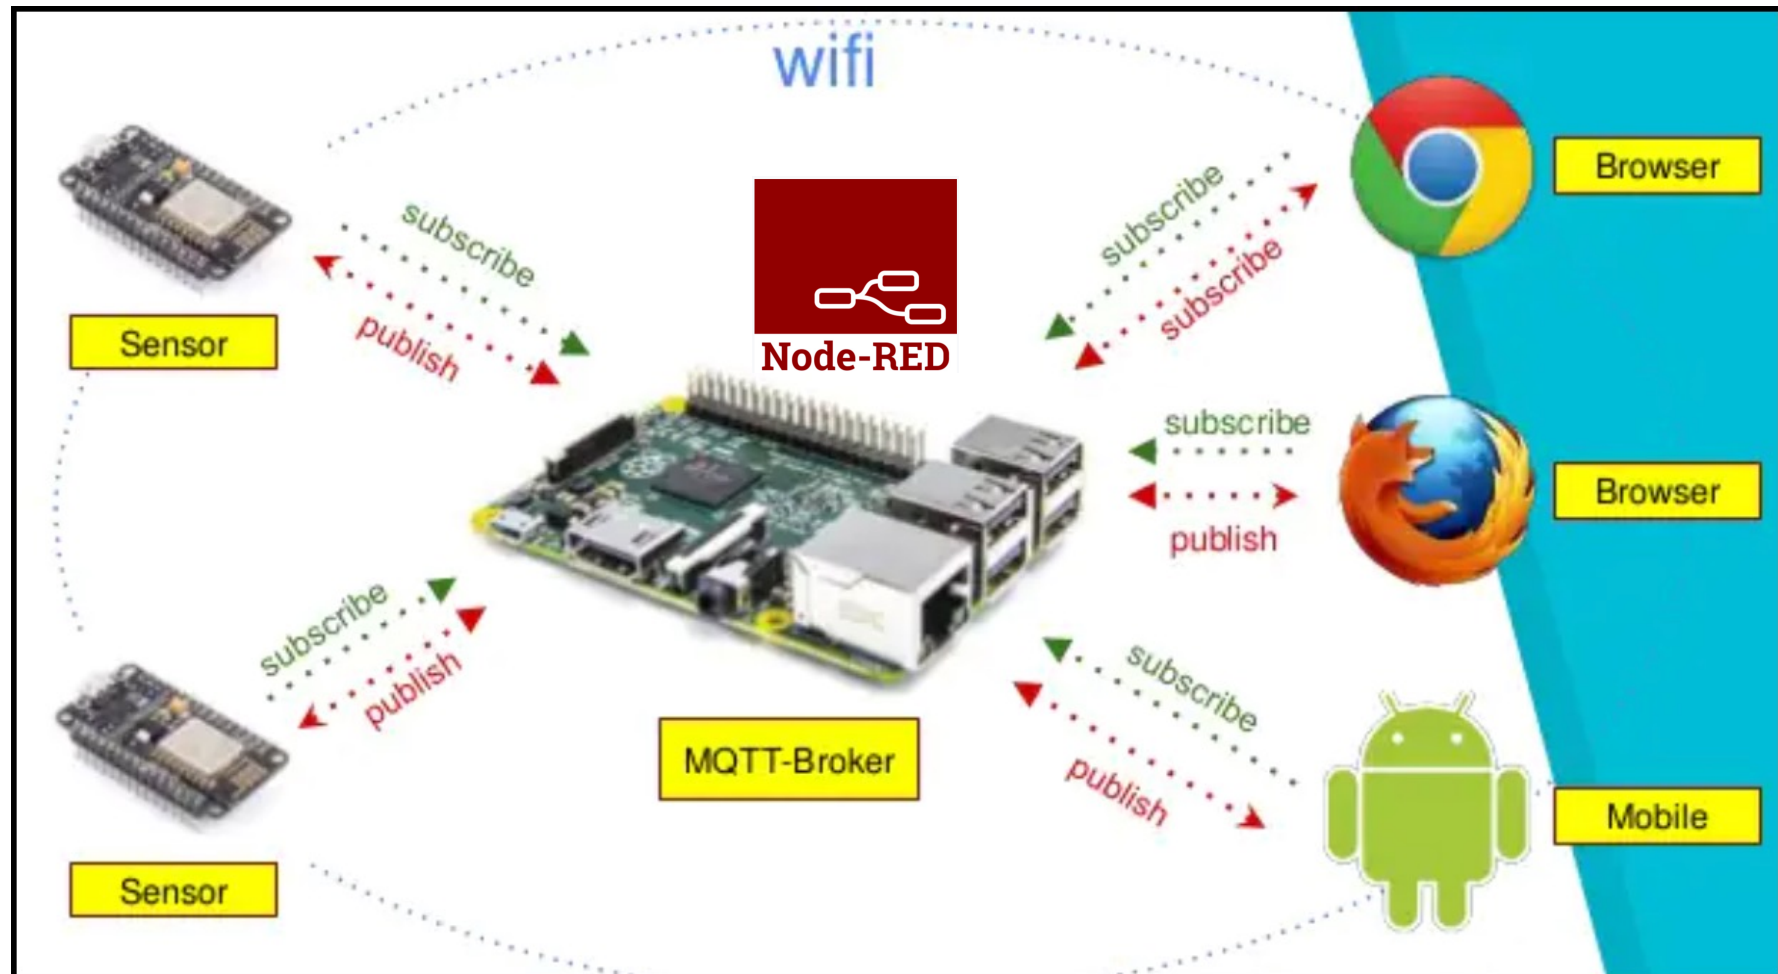 wifi
Sensor
subscribe
publish
Node-RED
subscribe
subscribe
Browser
subscribe
publish
Browser
subscribe
publish
Sensor
MQTT-Broker
subscribe
publish
Mobile